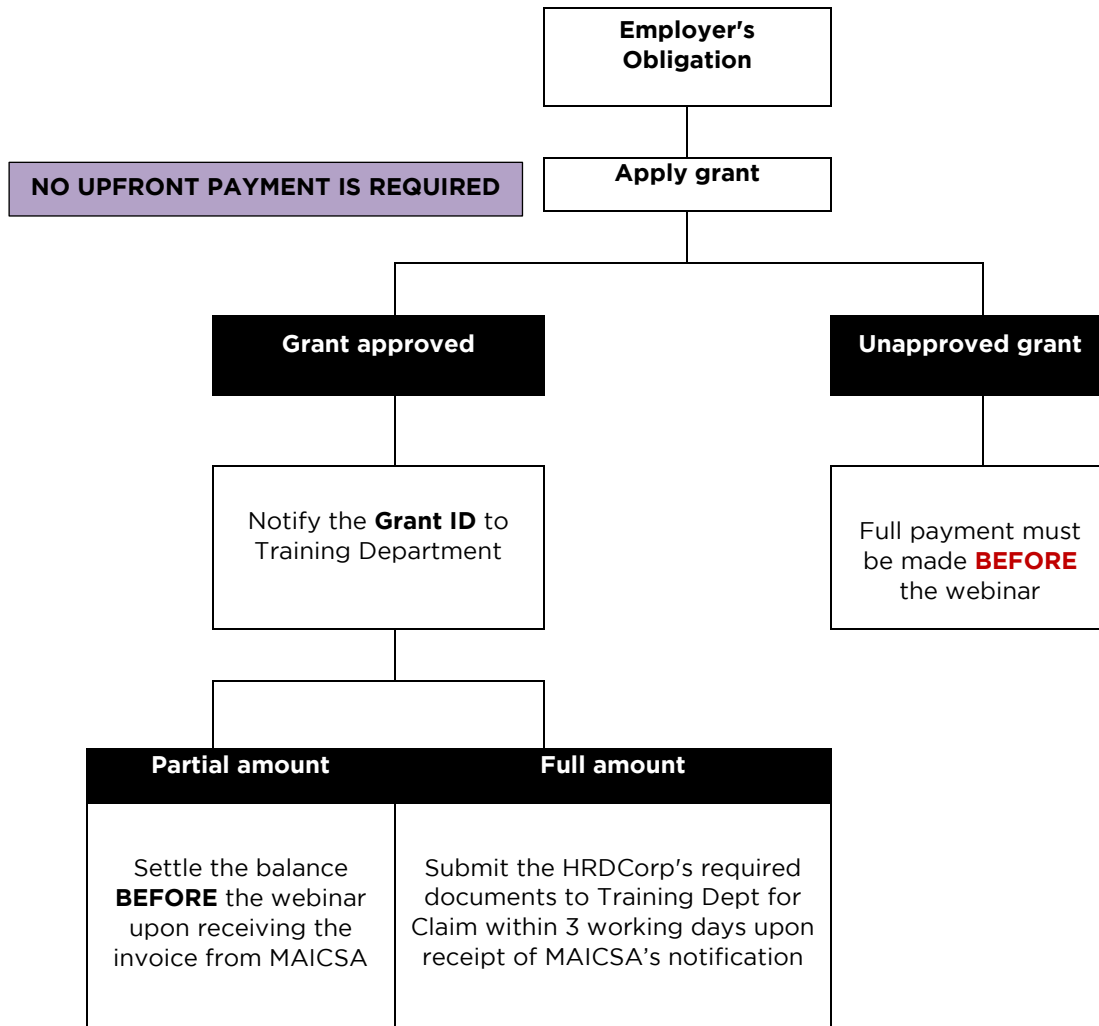 Employer's
Obligation
NO UPFRONT PAYMENT IS REQUIRED
Apply grant
Grant approved
Unapproved grant
Notify the Grant ID to
Training Department
Full payment must
be made BEFORE
the webinar
Partial amount
Full amount
Settle the balance
BEFORE the webinar
upon receiving the
invoice from MAICSA
Submit the HRDCorp's required
documents to Training Dept for
Claim within 3 working days upon
receipt of MAICSA’s notification